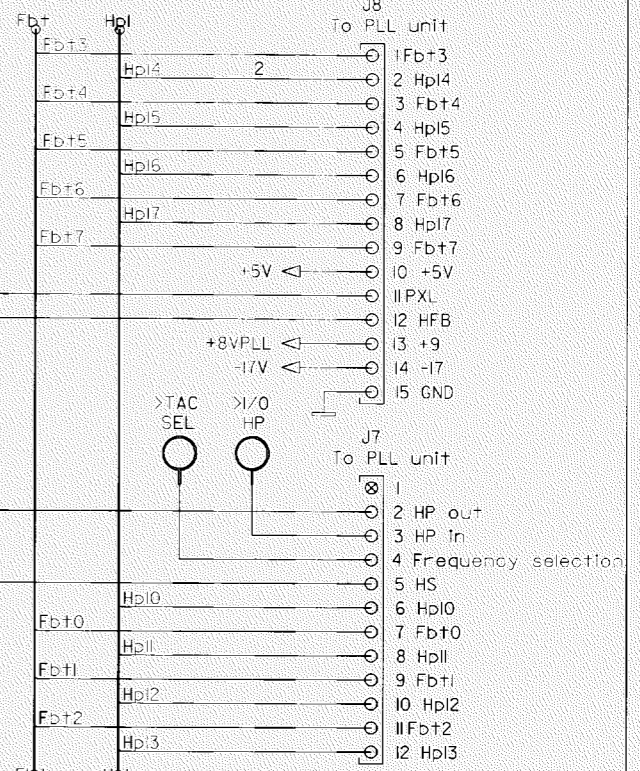 J8
Fbt Hpl To PLL unit
Fbt3 1 Fbt3
Hpl4 2 2 Hpl4
Fbt4 3 Fbt4
Hpl5 4 Hpl5
Fbt5 5 Fbt5
Hpl6 6 Hpl6
Fbt6 7 Fbt6
Hpl7 8 Hpl7
Fbt7 9 Fbt7
+5V 10 +5V
11 PXL
12 HFB
+8VPLL 13 +9
-17V 14 -17
15 GND
>TAC >I/O
SEL HP
J7
To PLL unit
1
2 HP out
3 HP in
4 Frequency selection
5 HS
Hpl0 6 Hpl0
Fbt0 7 Fbt0
Hpl1 8 Hpl1
Fbt1 9 Fbt1
Hpl2 10 Hpl2
Fbt2 11 Fbt2
Hpl3 12 Hpl3